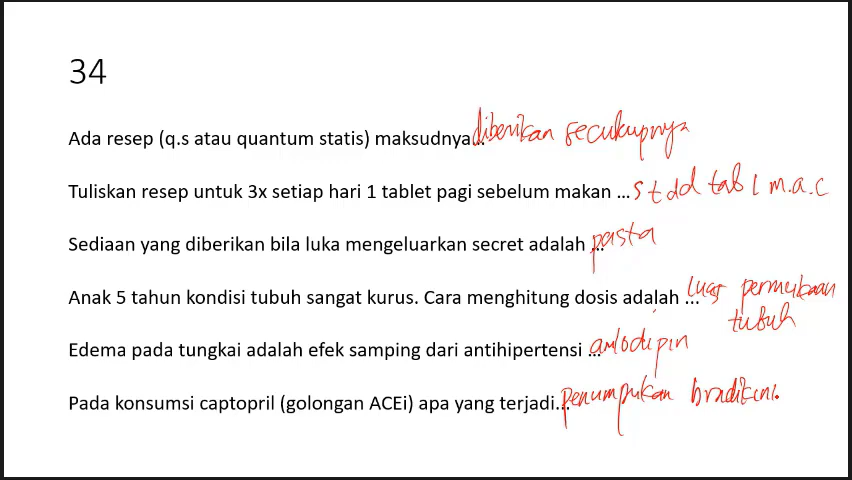 34
Ada resep (q.s atau quantum statis) maksudnya... diberikan secukupnya
Tuliskan resep untuk 3x setiap hari 1 tablet pagi sebelum makan ... S t dd tab 1 m.a.c
Sediaan yang diberikan bila luka mengeluarkan secret adalah ... pasta
Anak 5 tahun kondisi tubuh sangat kurus. Cara menghitung dosis adalah ... luas permukaan
tubuh
Edema pada tungkai adalah efek samping dari antihipertensi ... amlodipin
Pada konsumsi captopril (golongan ACEi) apa yang terjadi... penumpukan bradikini